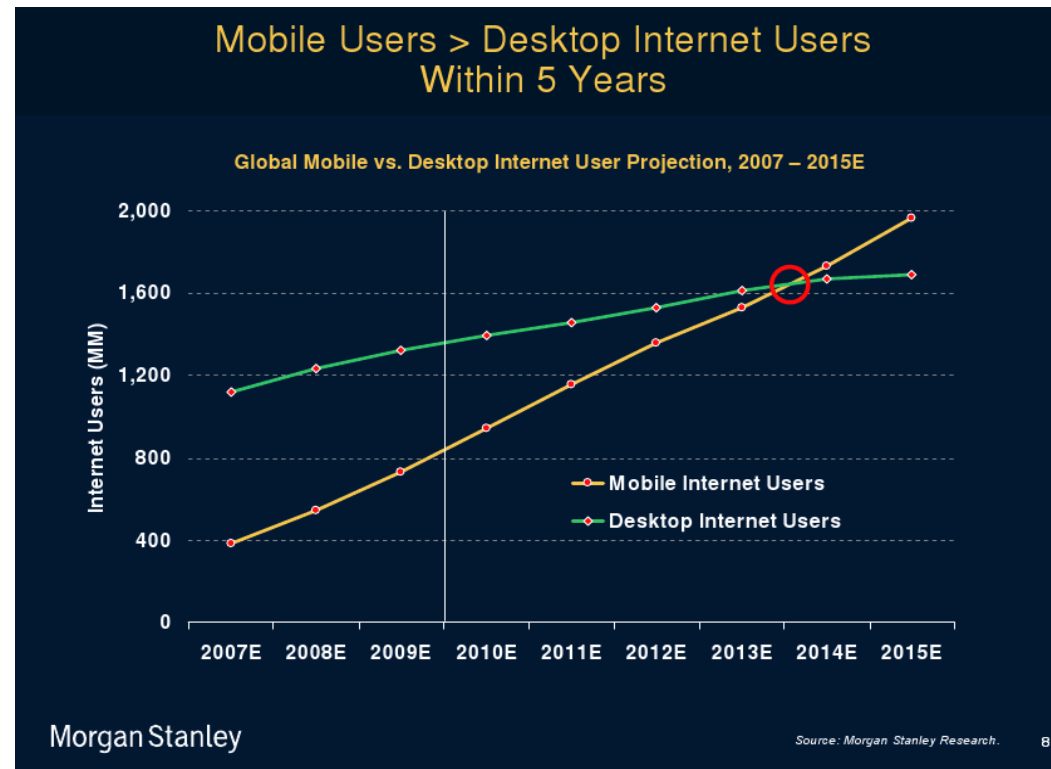 Mobile Users > Desktop Internet Users
Within 5 Years
Global Mobile vs. Desktop Internet User Projection, 2007 – 2015E
Internet Users (MM)
2,000
1,600
1,200
800
400
0
Mobile Internet Users
Desktop Internet Users
2007E 2008E 2009E 2010E 2011E 2012E 2013E 2014E 2015E
Morgan Stanley
Source: Morgan Stanley Research.
8